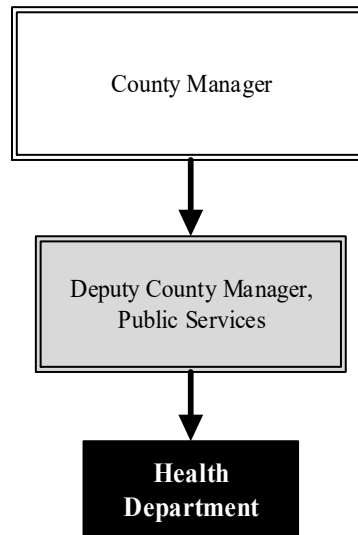 County Manager
Deputy County Manager,
Public Services
Health
Department